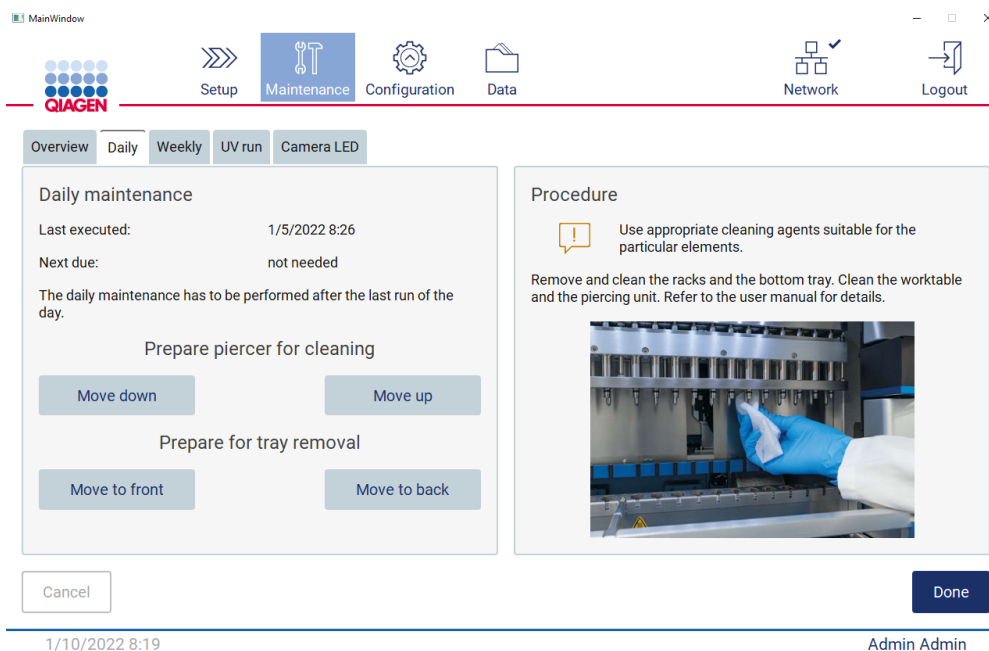 MainWindow
QIAGEN
Setup
Maintenance
Configuration
Data
Network
Logout
Overview
Daily
Weekly
UV run
Camera LED
Daily maintenance
Last executed: 1/5/2022 8:26
Next due: not needed
The daily maintenance has to be performed after the last run of the
day.
Prepare piercer for cleaning
Move down
Move up
Prepare for tray removal
Move to front
Move to back
Procedure
Use appropriate cleaning agents suitable for the
particular elements.
Remove and clean the racks and the bottom tray. Clean the worktable
and the piercing unit. Refer to the user manual for details.
Cancel
Done
1/10/2022 8:19
Admin Admin